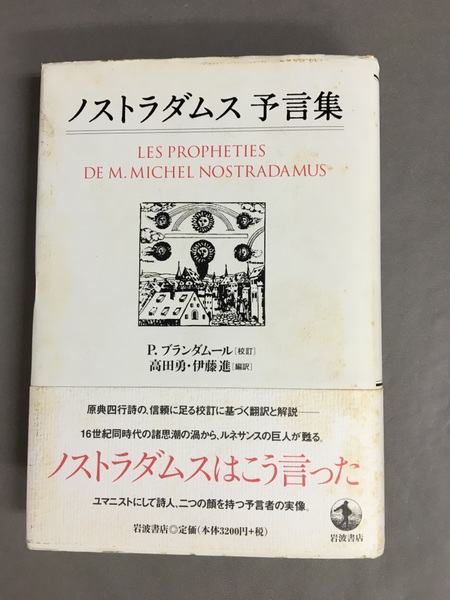 ノストラダムス 予言集
LES PROPHETIES
DE M. MICHEL NOSTRADAMUS
P. ブランダムール［校訂］
高田勇・伊藤進［編訳］
原典四行詩の、信頼に足る校訂に基づく翻訳と解説——
16世紀同時代の諸思潮の渦から、ルネサンスの巨人が甦る。
ノストラダムスはこう言った
ユマニストにして詩人、二つの顔を持つ予言者の実像。
岩波書店◎定価（本体3200円+税）
岩波書店